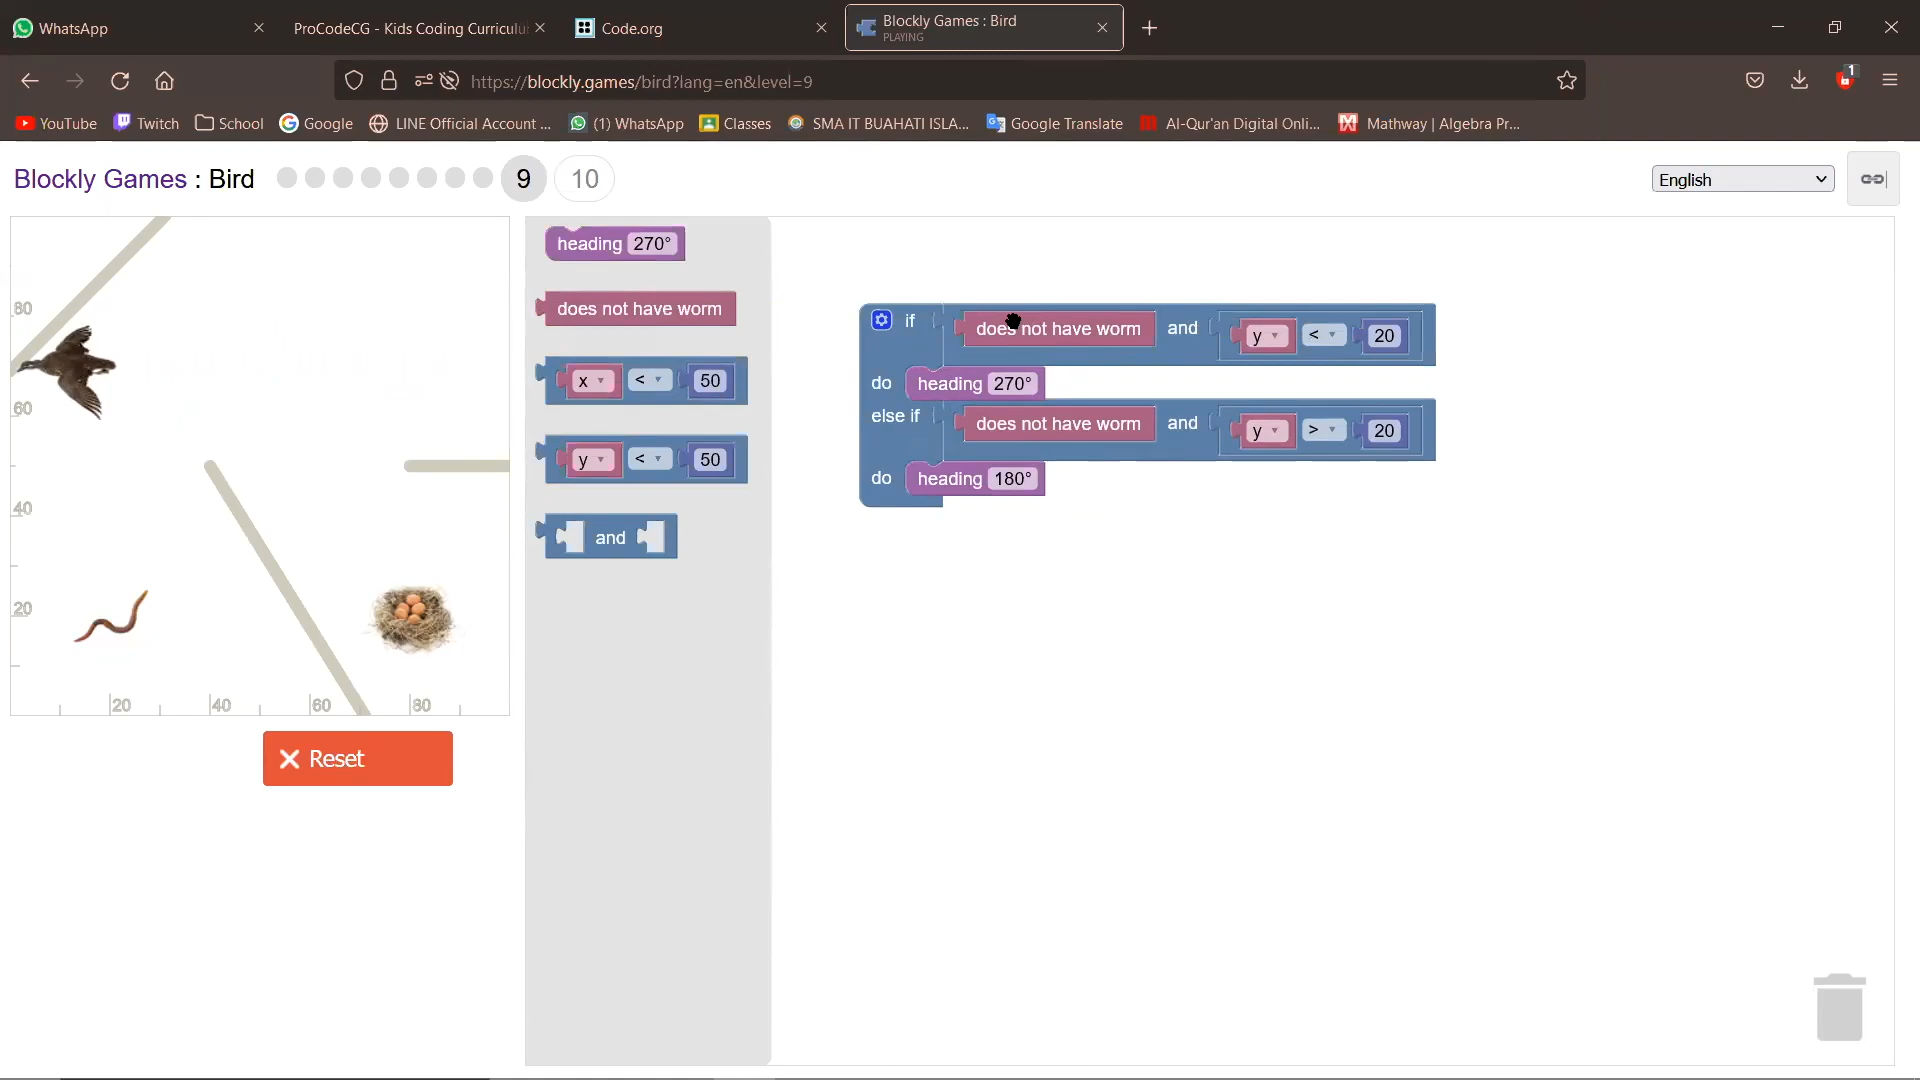 WhatsApp
ProCodeCG - Kids Coding Curriculu
Code.org
Blockly Games : Bird
PLAYING
https://blockly.games/bird?lang=en&level=9
1
YouTube
Twitch
School
Google
LINE Official Account ...
(1) WhatsApp
Classes
SMA IT BUAHATI ISLA...
Google Translate
Al-Qur'an Digital Onli...
Mathway | Algebra Pr...
Blockly Games : Bird
9
10
English
80
60
40
20
20
40
60
80
Reset
heading 270°
does not have worm
x < 50
y < 50
and
if does not have worm and y < 20
do heading 270°
else if does not have worm and y > 20
do heading 180°